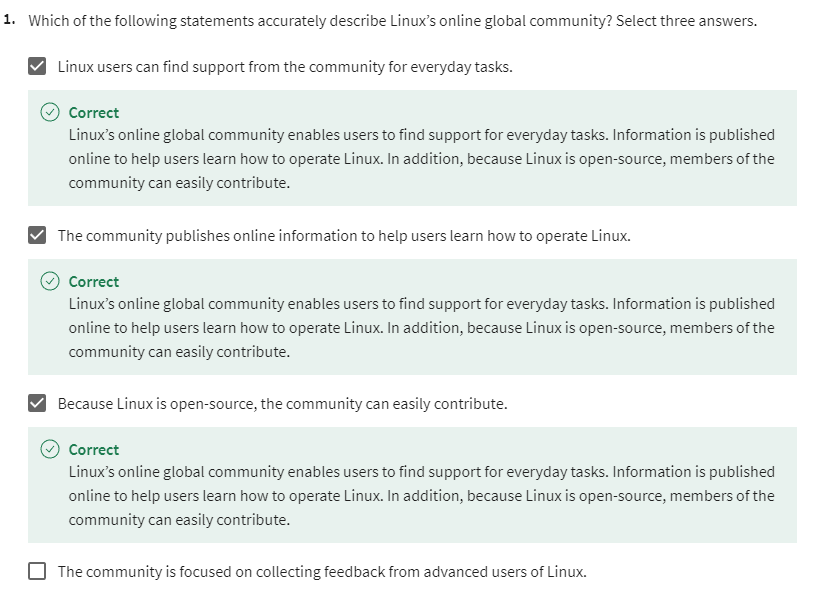 1. Which of the following statements accurately describe Linux’s online global community? Select three answers.
Linux users can find support from the community for everyday tasks.
Correct
Linux’s online global community enables users to find support for everyday tasks. Information is published
online to help users learn how to operate Linux. In addition, because Linux is open-source, members of the
community can easily contribute.
The community publishes online information to help users learn how to operate Linux.
Correct
Linux’s online global community enables users to find support for everyday tasks. Information is published
online to help users learn how to operate Linux. In addition, because Linux is open-source, members of the
community can easily contribute.
Because Linux is open-source, the community can easily contribute.
Correct
Linux’s online global community enables users to find support for everyday tasks. Information is published
online to help users learn how to operate Linux. In addition, because Linux is open-source, members of the
community can easily contribute.
The community is focused on collecting feedback from advanced users of Linux.